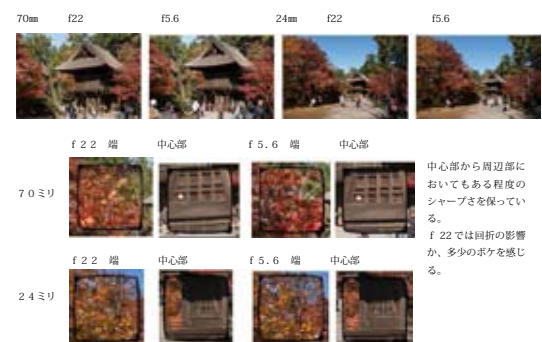 70㎜ f22 f5.6 24㎜ f22 f5.6
ｆ２２ 端 中心部 ｆ５.６ 端 中心部
７０ミリ
中心部から周辺部に
おいてもある程度の
シャープさを保ってい
る。
ｆ 22 では回折の影響
か、多少のボケを感じ
る。
ｆ２２ 端 中心部 ｆ５.６ 端 中心部
２４ミリ